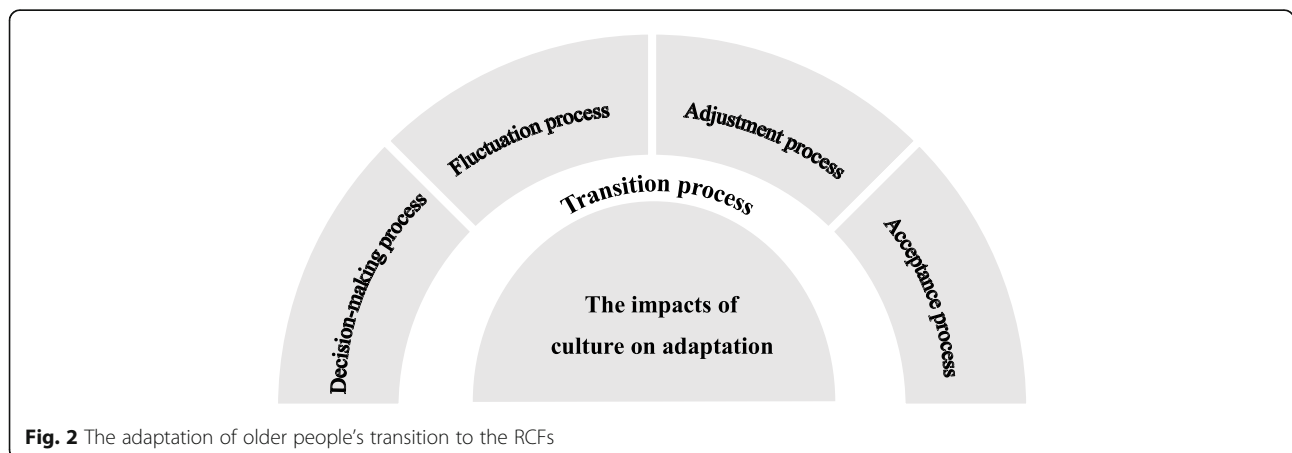 Decision-making process
Fluctuation process
Adjustment process
Acceptance process
Transition process
The impacts of
culture on adaptation
Fig. 2 The adaptation of older people’s transition to the RCFs